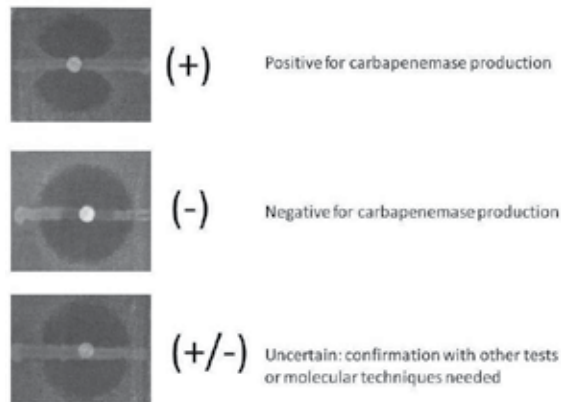 (+) Positive for carbapenemase production
(-) Negative for carbapenemase production
(+/-) Uncertain: confirmation with other tests
or molecular techniques needed